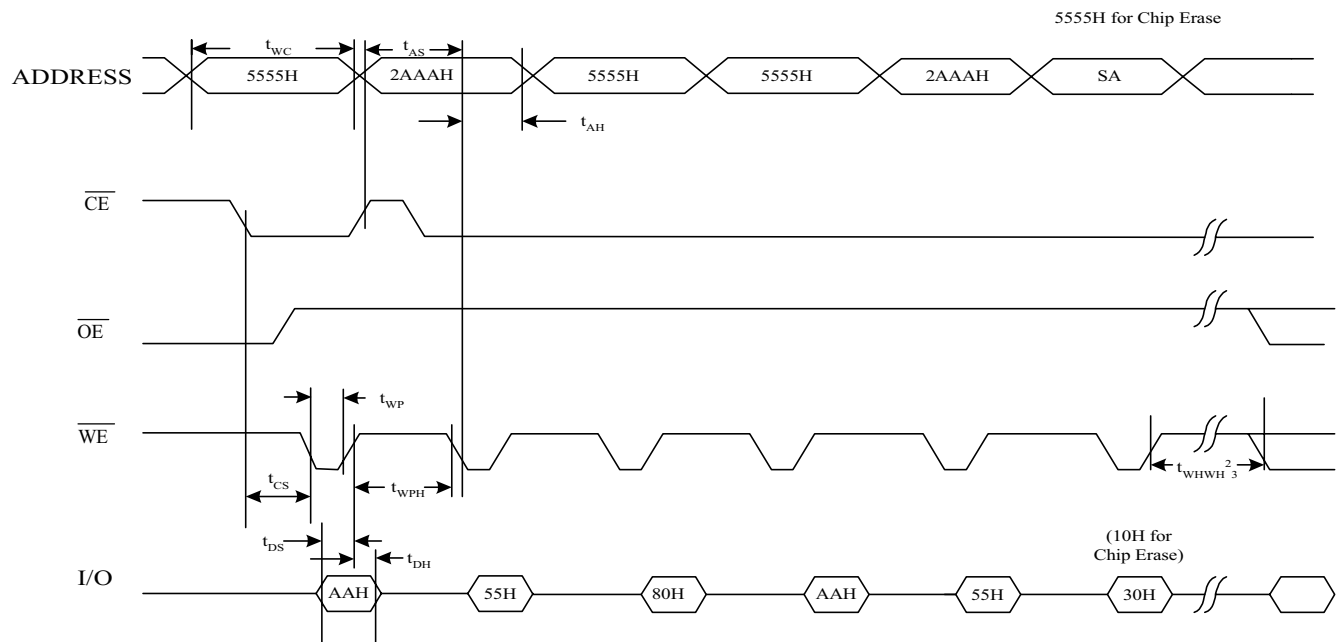 5555H for Chip Erase
tWC
tAS
ADDRESS
5555H
2AAAH
5555H
5555H
2AAAH
SA
tAH
CE
OE
tWP
WE
tCS
tWPH
tWHWH 2 3
tDS
tDH
(10H for
Chip Erase)
I/O
AAH
55H
80H
AAH
55H
30H